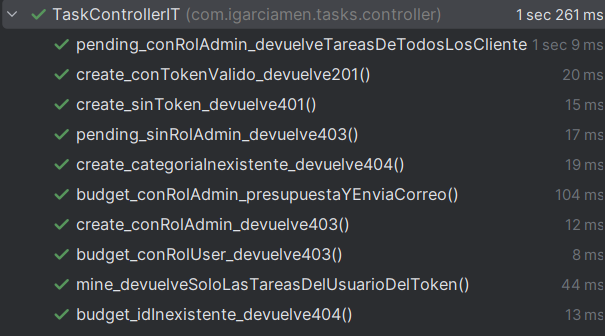 TaskControllerIT (com.igarciamen.tasks.controller) 1 sec 261 ms
pending_conRolAdmin_devuelveTareasDeTodosLosCliente 1 sec 9 ms
create_conTokenValido_devuelve201() 20 ms
create_sinToken_devuelve401() 15 ms
pending_sinRolAdmin_devuelve403() 17 ms
create_categoriaInexistente_devuelve404() 19 ms
budget_conRolAdmin_presupuestaYEnviaCorreo() 104 ms
create_conRolAdmin_devuelve403() 12 ms
budget_conRolUser_devuelve403() 8 ms
mine_devuelveSoloLasTareasDelUsuarioDelToken() 44 ms
budget_idInexistente_devuelve404() 13 ms